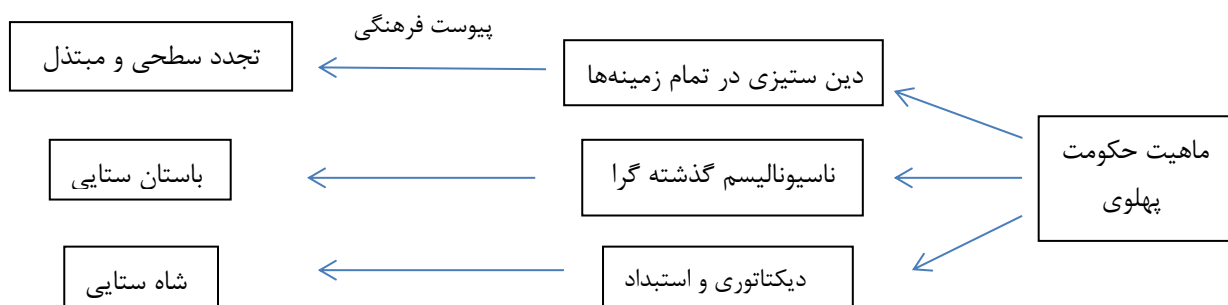 ماهیت حکومت
پهلوی
دین ستیزی در تمام زمینه‌ها
پیوست فرهنگی
تجدد سطحی و مبتذل
ناسیونالیسم گذشته گرا
باستان ستایی
دیکتاتوری و استبداد
شاه ستایی